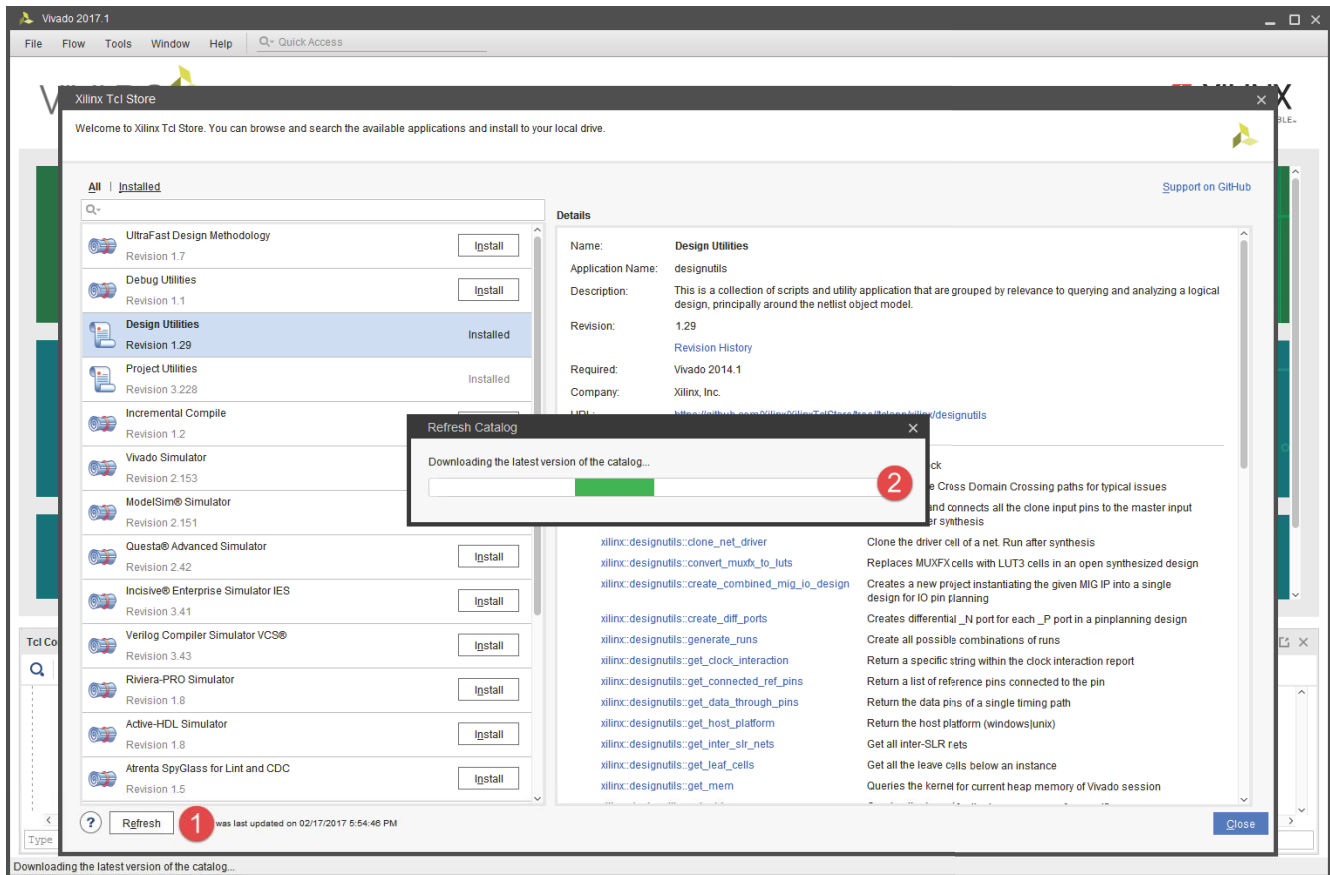 Vivado 2017.1
File Flow Tools Window Help Quick Access
Xilinx Tcl Store
Welcome to Xilinx Tcl Store. You can browse and search the available applications and install to your local drive.
All | Installed
Support on GitHub
UltraFast Design Methodology
Revision 1.7
Install
Debug Utilities
Revision 1.1
Install
Design Utilities
Revision 1.29
Installed
Project Utilities
Revision 3.228
Installed
Incremental Compile
Revision 1.2
Vivado Simulator
Revision 2.153
ModelSim® Simulator
Revision 2.151
Questa® Advanced Simulator
Revision 2.42
Install
Incisive® Enterprise Simulator IES
Revision 3.41
Install
Verilog Compiler Simulator VCS®
Revision 3.43
Install
Riviera-PRO Simulator
Revision 1.8
Install
Active-HDL Simulator
Revision 1.8
Install
Atrenta SpyGlass for Lint and CDC
Revision 1.5
Install
Details
Name: Design Utilities
Application Name: designutils
Description: This is a collection of scripts and utility application that are grouped by relevance to querying and analyzing a logical
design, principally around the netlist object model.
Revision: 1.29
Revision History
Required: Vivado 2014.1
Company: Xilinx, Inc.
URL: https://github.com/Xilinx/XilinxTclStore/tree//tclapp/xilinx/designutils
Refresh Catalog
Downloading the latest version of the catalog...
2
Cross Domain Crossing paths for typical issues
and connects all the clone input pins to the master input
synthesis
xilinx::designutils::clone_net_driver Clone the driver cell of a net. Run after synthesis
xilinx::designutils::convert_muxfx_to_luts Replaces MUXFX cells with LUT3 cells in an open synthesized design
xilinx::designutils::create_combined_mig_io_design Creates a new project instantiating the given MIG IP into a single
design for IO pin planning
xilinx::designutils::create_diff_ports Creates differential _N port for each _P port in a pinplanning design
xilinx::designutils::generate_runs Create all possible combinations of runs
xilinx::designutils::get_clock_interaction Return a specific string within the clock interaction report
xilinx::designutils::get_connected_ref_pins Return a list of reference pins connected to the pin
xilinx::designutils::get_data_through_pins Return the data pins of a single timing path
xilinx::designutils::get_host_platform Return the host platform (windows|unix)
xilinx::designutils::get_inter_slr_nets Get all inter-SLR nets
xilinx::designutils::get_leaf_cells Get all the leave cells below an instance
xilinx::designutils::get_mem Queries the kernel for current heap memory of Vivado session
? Refresh 1 was last updated on 02/17/2017 5:54:46 PM
Close
Tcl Co
Type
Downloading the latest version of the catalog...